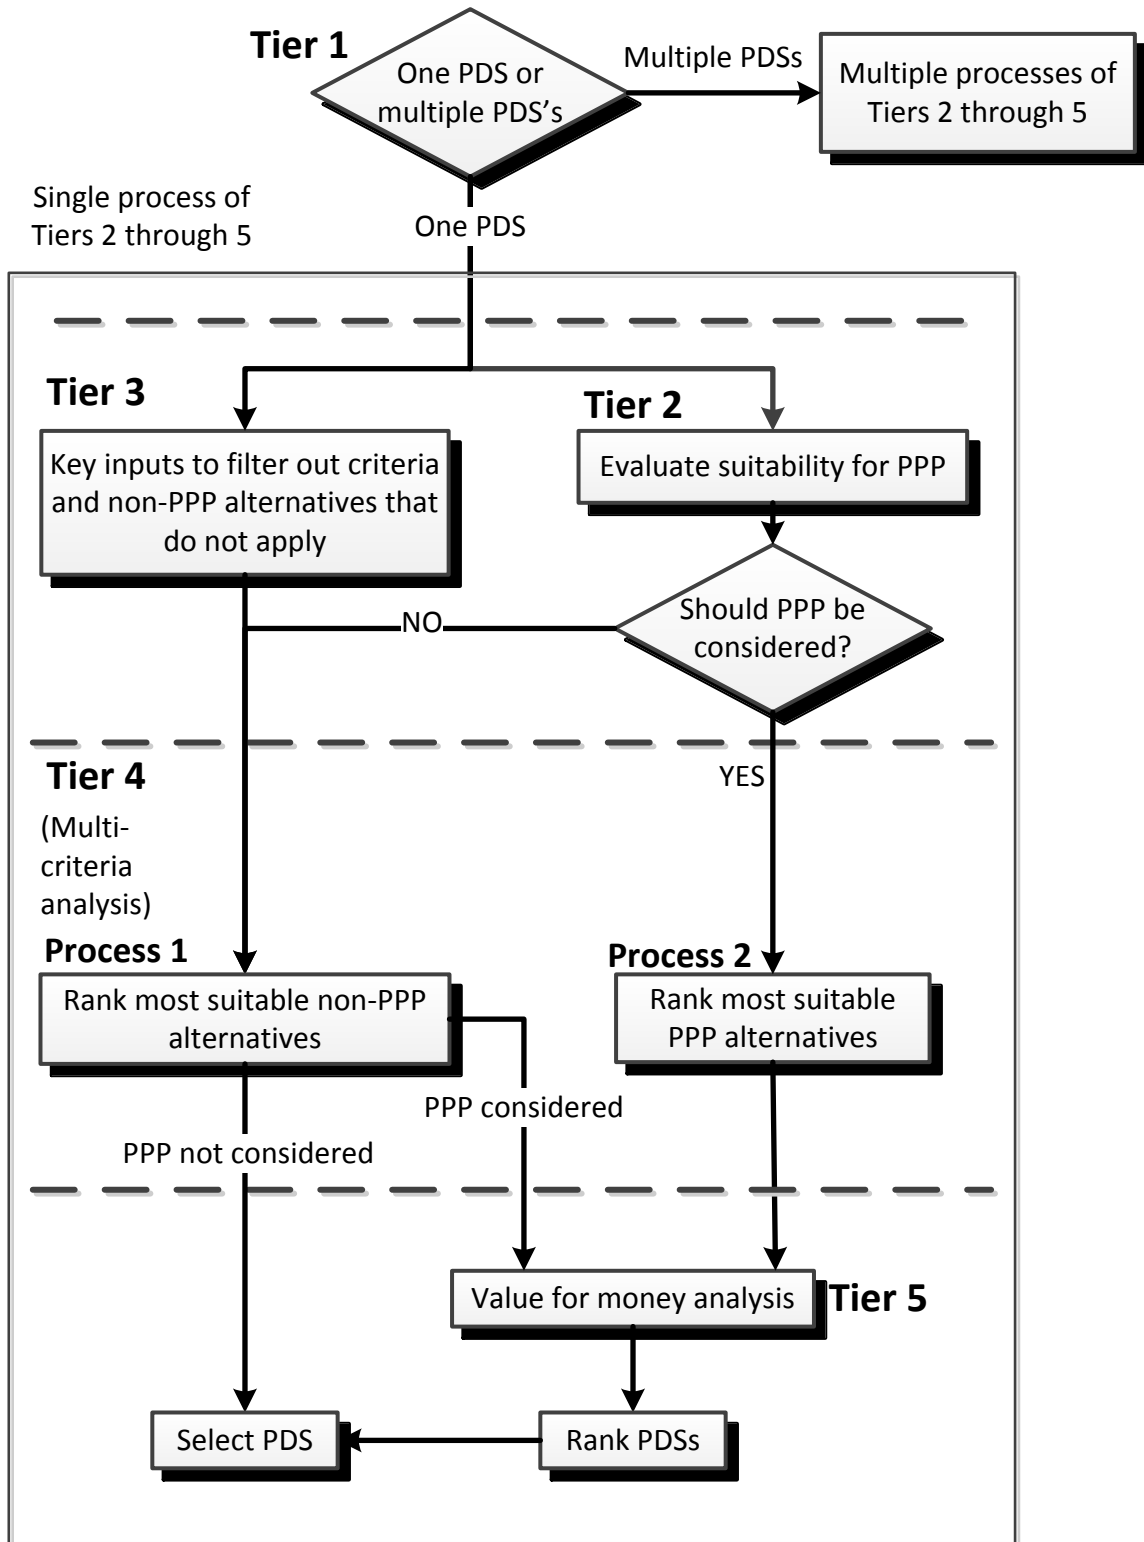 Tier 1
One PDS or
multiple PDS's
Multiple PDSs
Multiple processes of
Tiers 2 through 5
Single process of
Tiers 2 through 5
One PDS
Tier 3
Tier 2
Key inputs to filter out criteria
and non-PPP alternatives that
do not apply
Evaluate suitability for PPP
Should PPP be
considered?
NO
Tier 4
(Multi-
criteria
analysis)
YES
Process 1
Process 2
Rank most suitable non-PPP
alternatives
Rank most suitable
PPP alternatives
PPP considered
PPP not considered
Value for money analysis
Tier 5
Select PDS
Rank PDSs